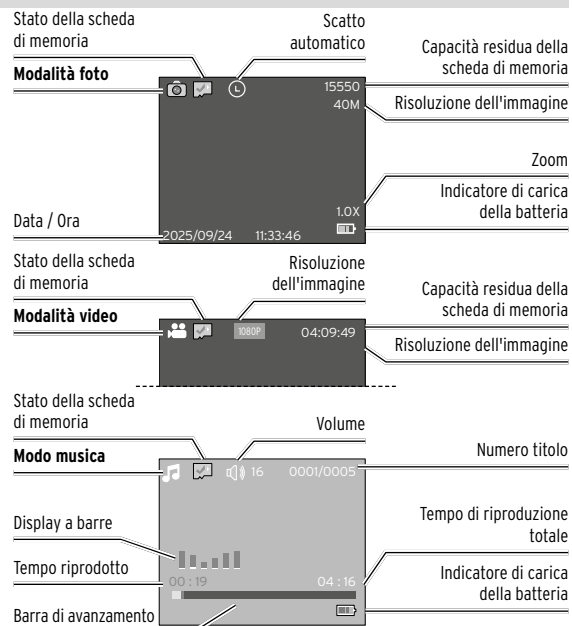 Stato della scheda
di memoria
Scatto
automatico
Capacità residua della
scheda di memoria
Modalità foto
15550
Risoluzione dell'immagine
40M
Zoom
Indicatore di carica
della batteria
1.0X
Data / Ora
2025/09/24 11:33:46
Stato della scheda
di memoria
Risoluzione
dell'immagine
Capacità residua della
scheda di memoria
Modalità video
1080P 04:09:49
Risoluzione dell'immagine
Stato della scheda
di memoria
Volume
Numero titolo
Modo musica
16 0001/0005
Tempo di riproduzione
totale
Display a barre
Tempo riprodotto
00 : 19 04 : 16
Indicatore di carica
della batteria
Barra di avanzamento